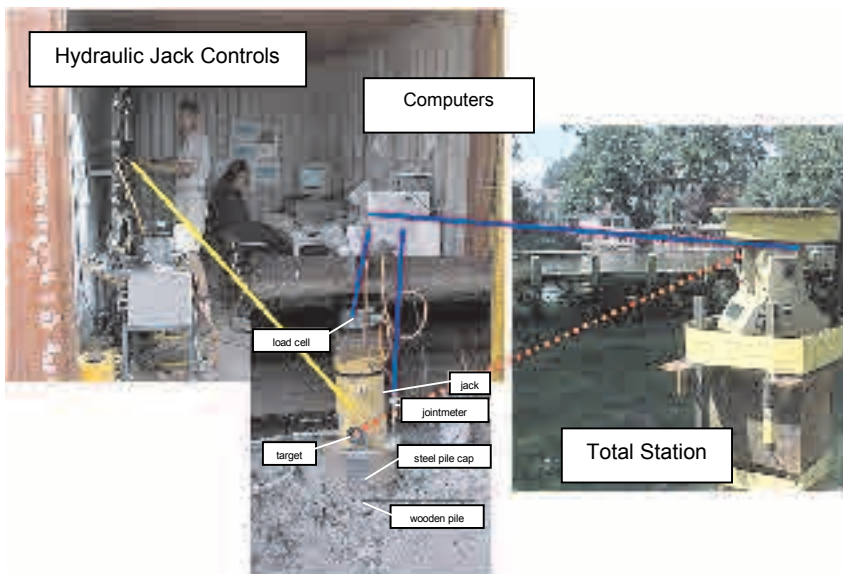 Hydraulic Jack Controls
Computers
load cell
jack
jointmeter
target
steel pile cap
wooden pile
Total Station